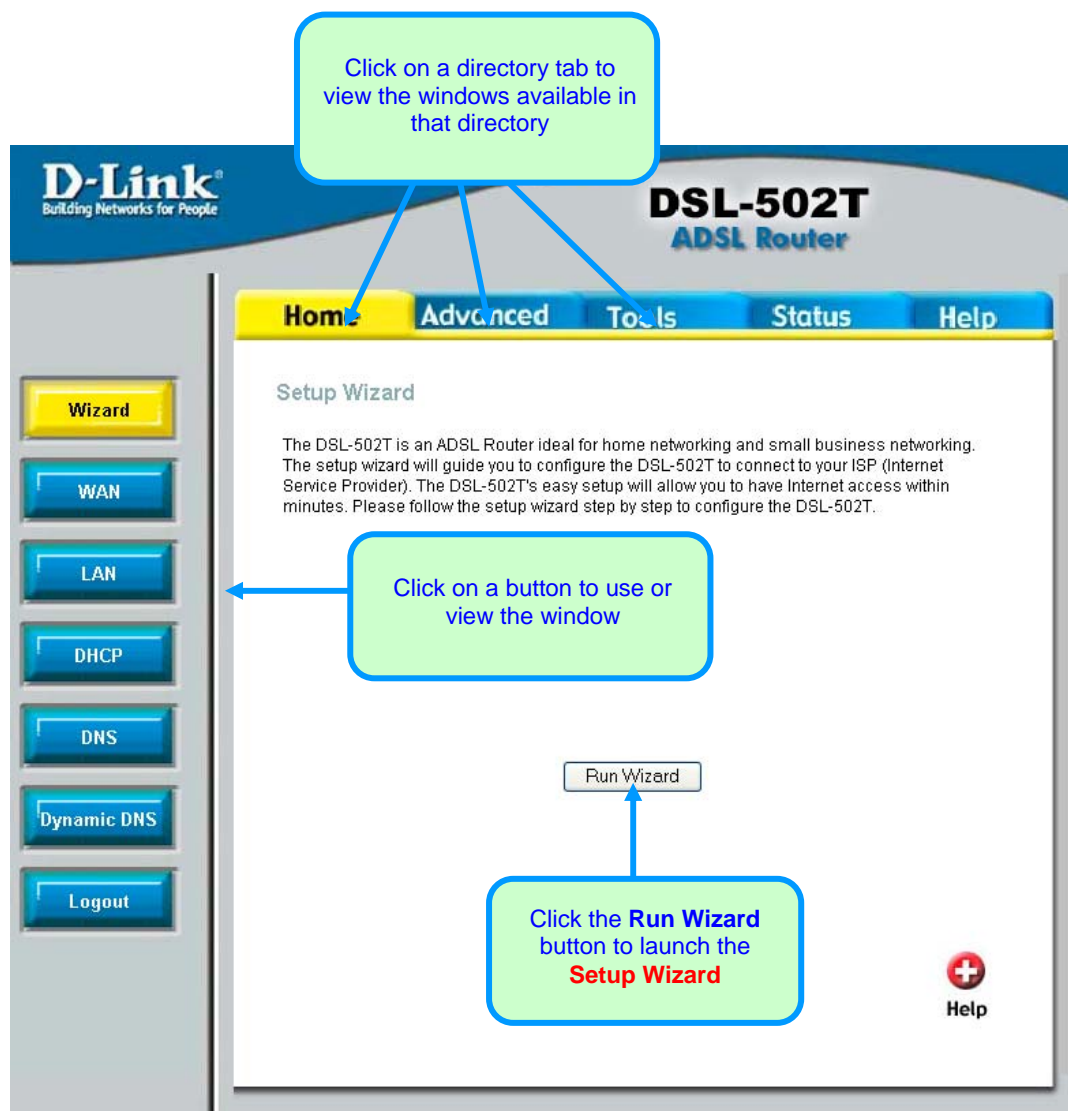 Click on a directory tab to
view the windows available in
that directory
D-Link®
Building Networks for People
DSL-502T
ADSL Router
Home
Advanced
Tools
Status
Help
Wizard
WAN
LAN
DHCP
DNS
Dynamic DNS
Logout
Setup Wizard
The DSL-502T is an ADSL Router ideal for home networking and small business networking.
The setup wizard will guide you to configure the DSL-502T to connect to your ISP (Internet
Service Provider). The DSL-502T's easy setup will allow you to have Internet access within
minutes. Please follow the setup wizard step by step to configure the DSL-502T.
Click on a button to use or
view the window
Run Wizard
Click the Run Wizard
button to launch the
Setup Wizard
Help